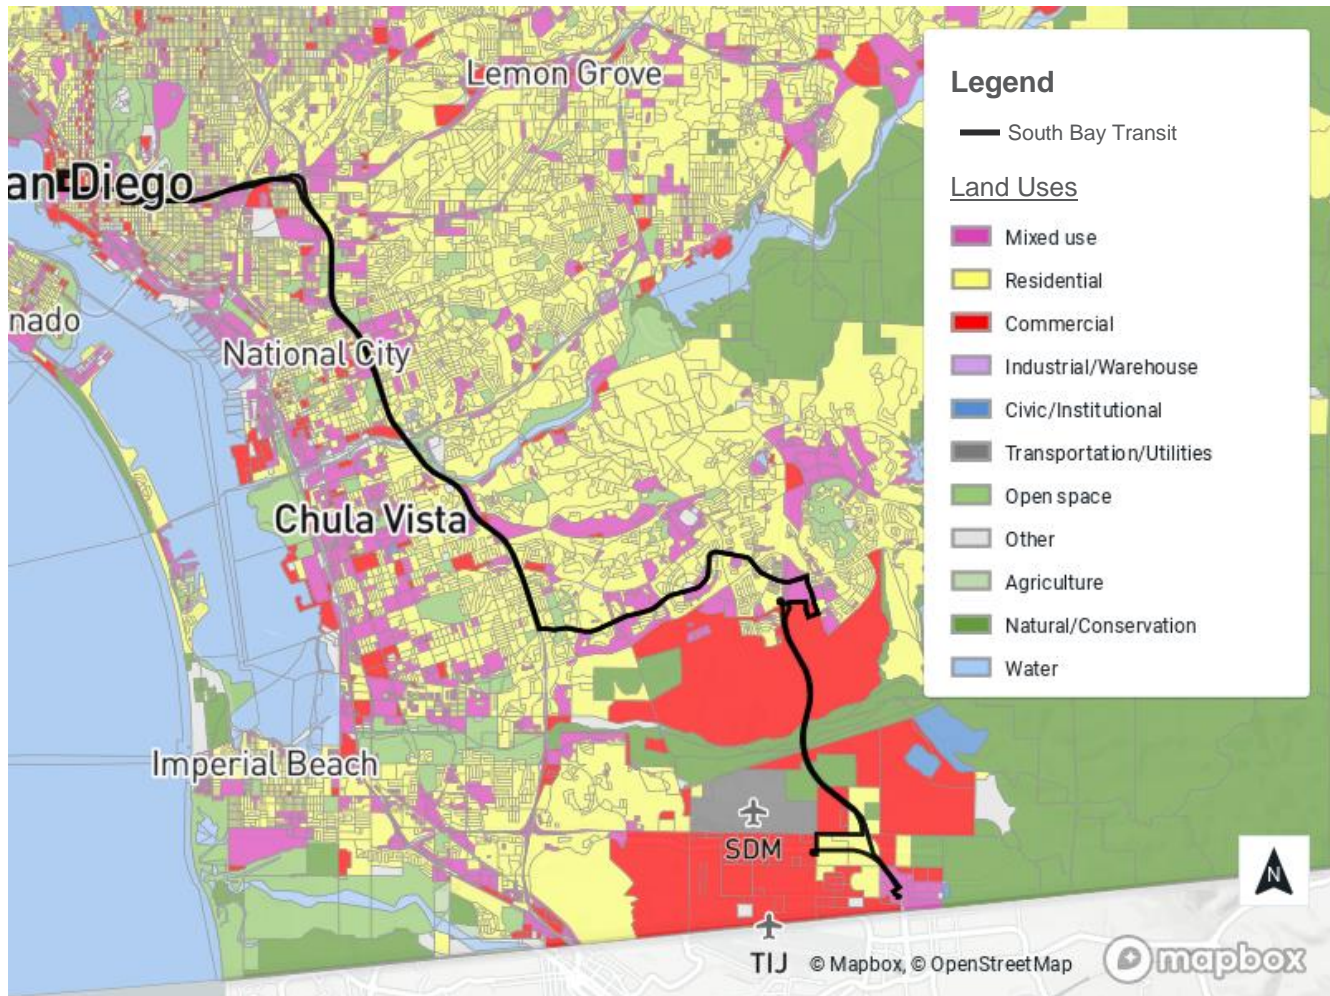 Lemon Grove
an Diego
nado
National City
Chula Vista
Imperial Beach
SDM
TIJ
Legend
South Bay Transit
Land Uses
Mixed use
Residential
Commercial
Industrial/Warehouse
Civic/Institutional
Transportation/Utilities
Open space
Other
Agriculture
Natural/Conservation
Water
N
© Mapbox, © OpenStreetMap
mapbox